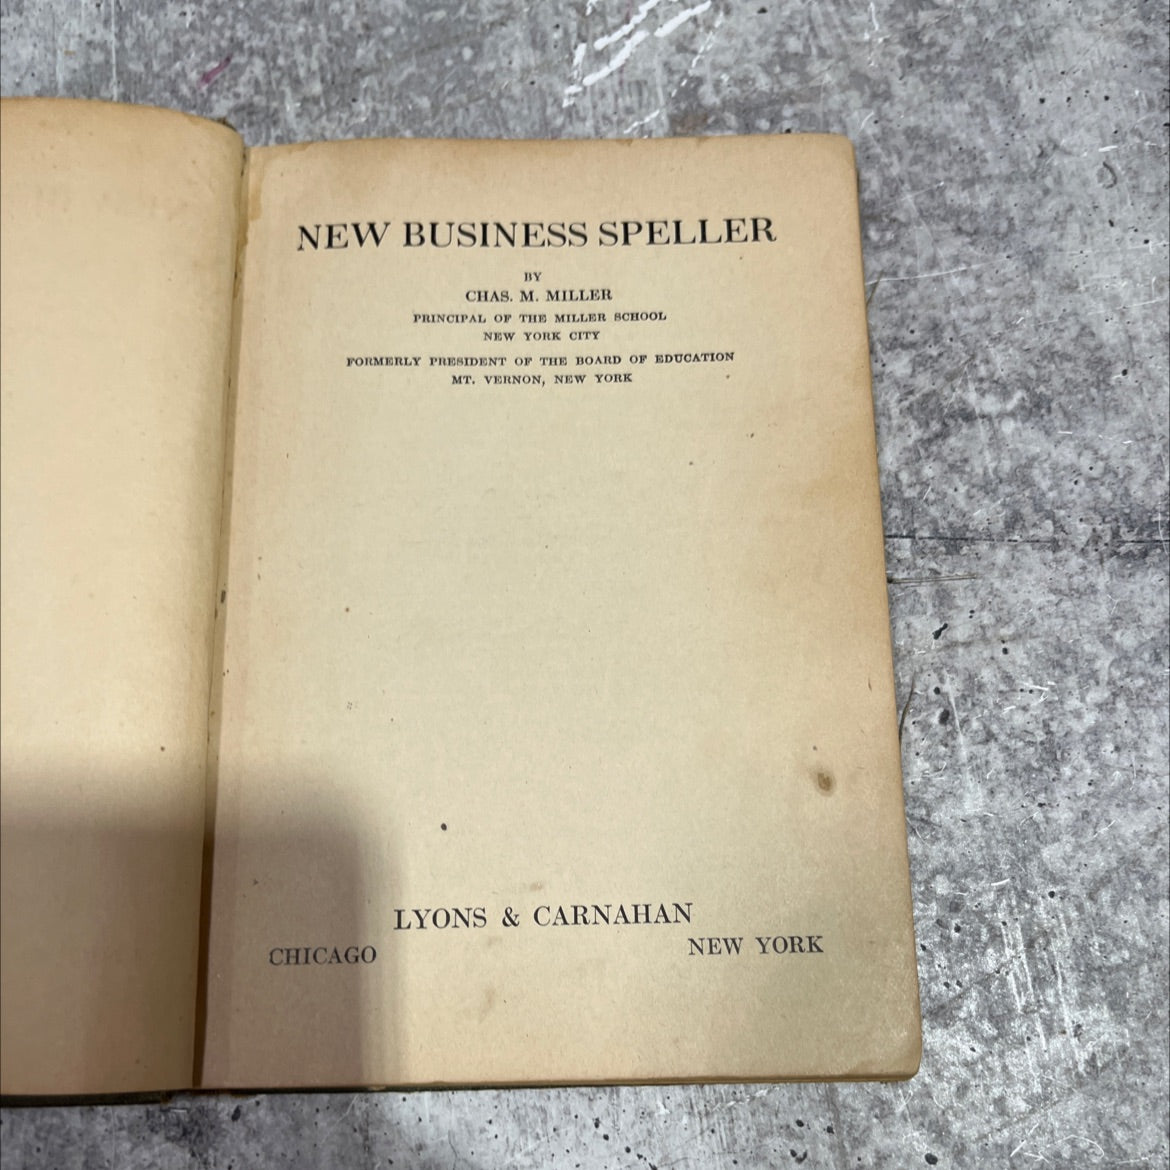 NEW BUSINESS SPELLER
BY
CHAS. M. MILLER
PRINCIPAL OF THE MILLER SCHOOL
NEW YORK CITY
FORMERLY PRESIDENT OF THE BOARD OF EDUCATION
MT. VERNON, NEW YORK
LYONS & CARNAHAN
CHICAGO NEW YORK